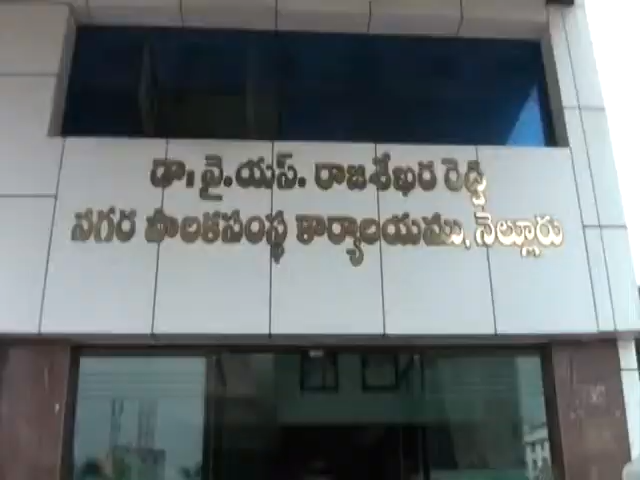 డా. వై.యస్. రాజశేఖర రెడ్డి
నగర పాలకసంస్థ కార్యాలయము, నెల్లూరు